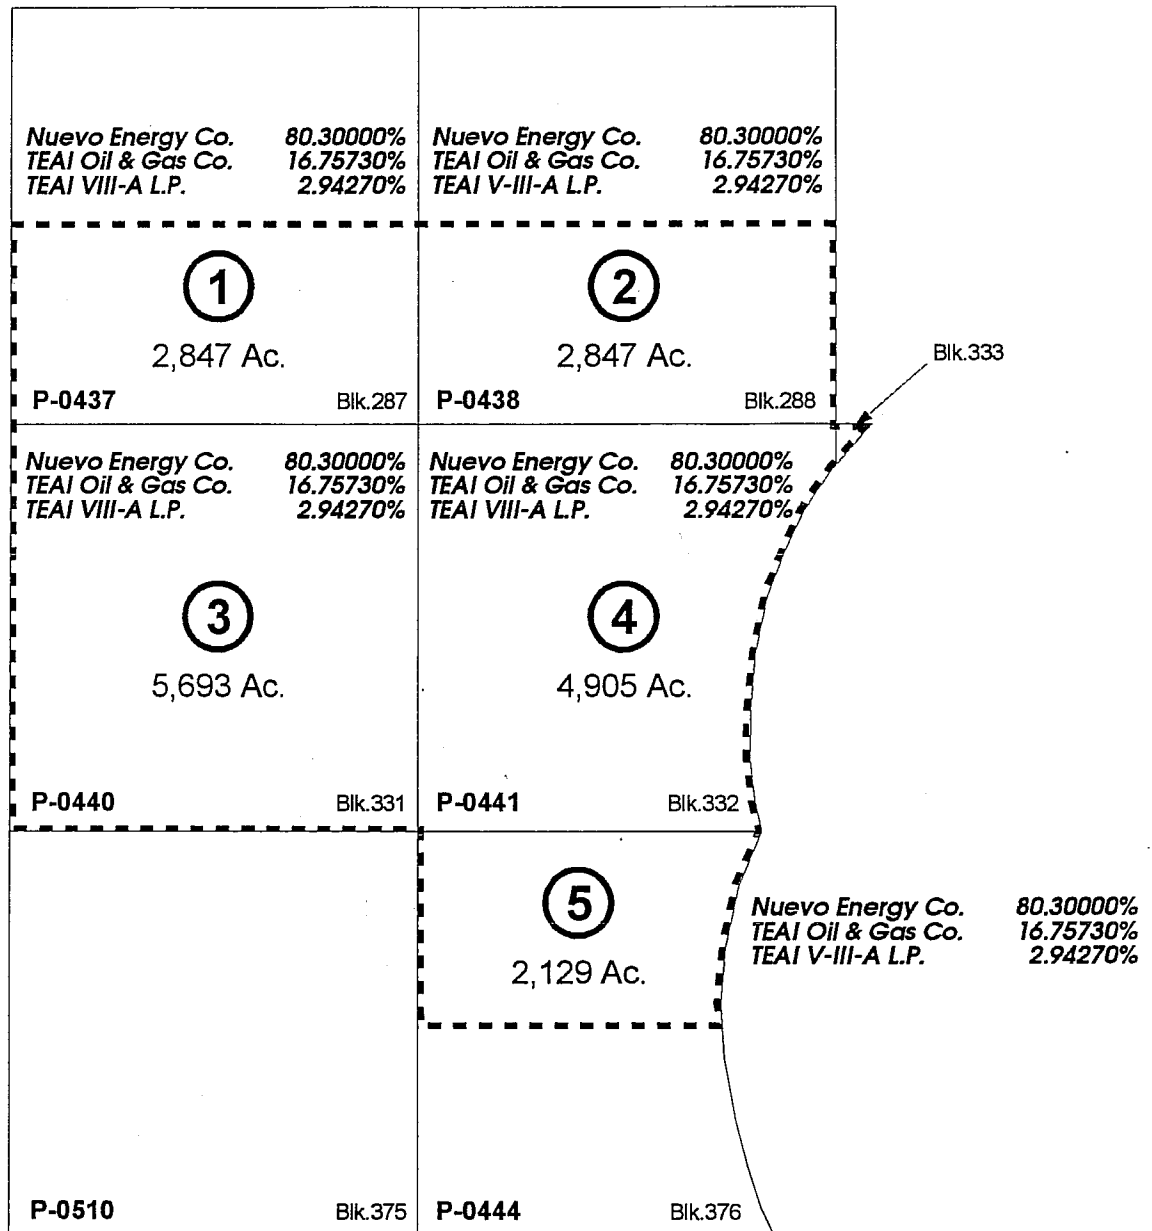 Nuevo Energy Co. 80.30000%
TEAI Oil & Gas Co. 16.75730%
TEAI VIII-A L.P. 2.94270%
Nuevo Energy Co. 80.30000%
TEAI Oil & Gas Co. 16.75730%
TEAI V-III-A L.P. 2.94270%
1
2,847 Ac.
P-0437 Blk.287
2
2,847 Ac.
P-0438 Blk.288
Blk.333
Nuevo Energy Co. 80.30000%
TEAI Oil & Gas Co. 16.75730%
TEAI VIII-A L.P. 2.94270%
Nuevo Energy Co. 80.30000%
TEAI Oil & Gas Co. 16.75730%
TEAI VIII-A L.P. 2.94270%
3
5,693 Ac.
P-0440 Blk.331
4
4,905 Ac.
P-0441 Blk.332
5
2,129 Ac.
Nuevo Energy Co. 80.30000%
TEAI Oil & Gas Co. 16.75730%
TEAI V-III-A L.P. 2.94270%
P-0510 Blk.375
P-0444 Blk.376